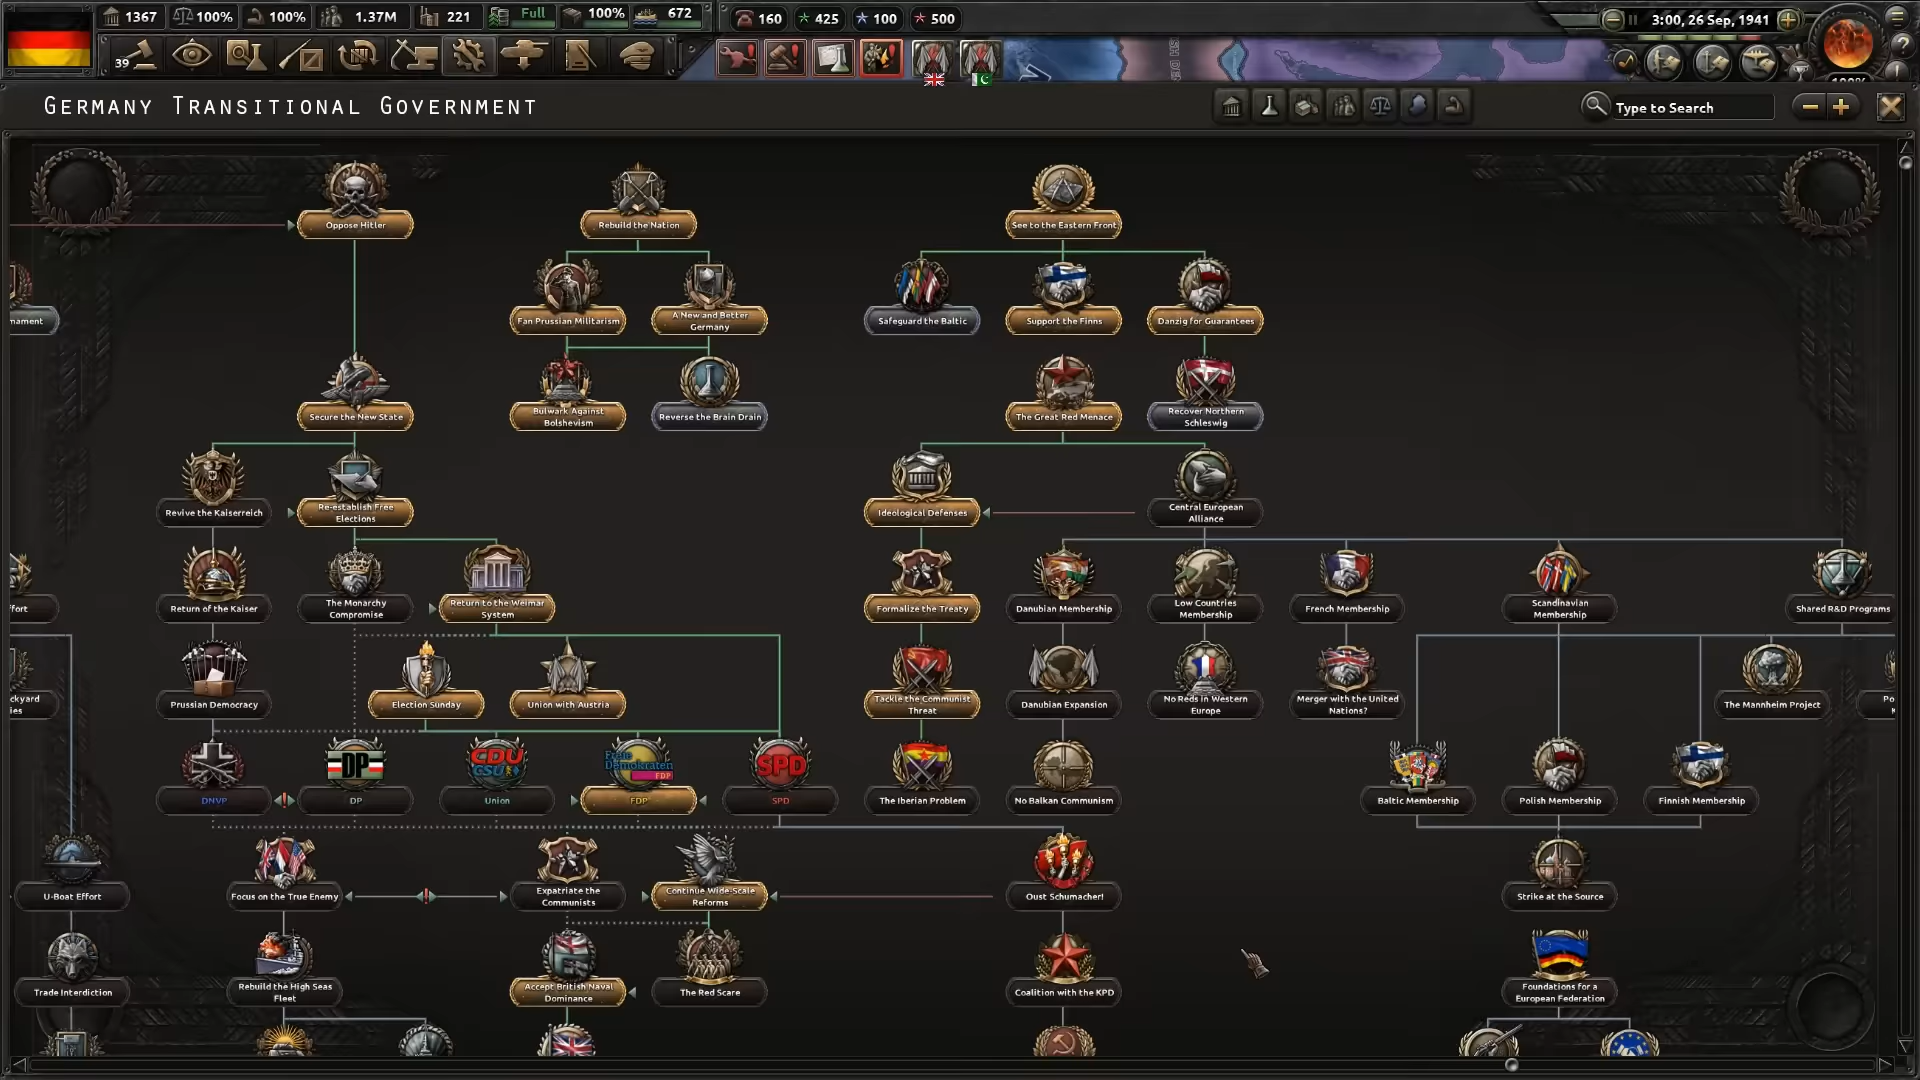 1367
100%
100%
1.37M
221
Full
100%
672
160
425
100
500
3:00, 26 Sep, 1941
39
Germany Transitional Government
Type to Search
Oppose Hitler
Rebuild the Nation
See to the Eastern Front
Fan Prussian Militarism
A New and Better
Germany
Safeguard the Baltic
Support the Finns
Danzig for Guarantees
Secure the New State
Bulwark Against
Bolshevism
Reverse the Brain Drain
The Great Red Menace
Recover Northern
Schleswig
Revive the Kaiserreich
Re-establish Free
Elections
Ideological Defenses
Central European
Alliance
Return of the Kaiser
The Monarchy
Compromise
Return to the Weimar
System
Formalize the Treaty
Danubian Membership
Low Countries
Membership
French Membership
Scandinavian
Membership
Shared R&D Programs
Prussian Democracy
Election Sunday
Union with Austria
Tackle the Communist
Threat
Danubian Expansion
No Reds in Western
Europe
Merger with the United
Nations?
The Mannheim Project
DP
CDU
CSU
Freie
Demokraten
FDP
SPD
DNVP
DP
Union
FDP
SPD
The Iberian Problem
No Balkan Communism
Baltic Membership
Polish Membership
Finnish Membership
U-Boat Effort
Focus on the True Enemy
Expatriate the
Communists
Continue Wide-Scale
Reforms
Oust Schumacher!
Strike at the Source
Trade Interdiction
Rebuild the High Seas
Fleet
Accept British Naval
Dominance
The Red Scare
Coalition with the KPD
Foundations for a
European Federation